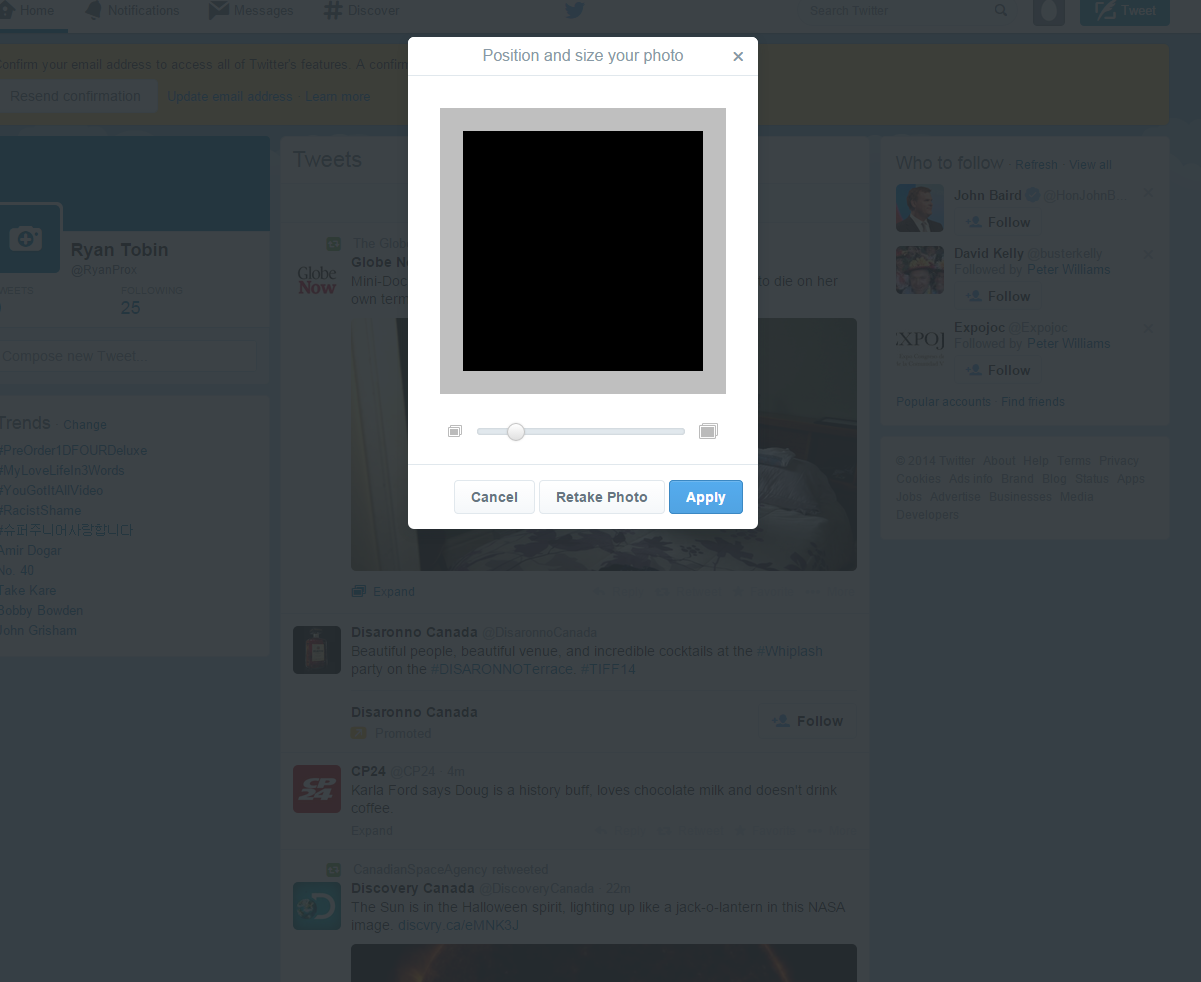 Home Notifications Messages Discover Search Twitter Tweet
Position and size your photo
Confirm your email address to access all of Twitter's features. A confirm
Resend confirmation Update email address · Learn more
Ryan Tobin
@RyanProx
TWEETS FOLLOWING
25
Compose new Tweet...
Trends · Change
#PreOrder1DFOURDeluxe
#MyLoveLifeIn3Words
#YouGotItAllVideo
#RacistShame
#슈퍼주니어사랑합니다
Amir Dogar
No. 40
Take Kare
Bobby Bowden
John Grisham
Tweets
The Globe
Globe Now
Globe N
Mini-Doc to die on her
own term
Cancel Retake Photo Apply
Expand
Disaronno Canada @DisaronnoCanada
Beautiful people, beautiful venue, and incredible cocktails at the #Whiplash
party on the #DISARONNOTerrace. #TIFF14
Disaronno Canada
Promoted
Follow
CP24
CP24 @CP24 · 4m
Karla Ford says Doug is a history buff, loves chocolate milk and doesn't drink
coffee.
Expand
CanadianSpaceAgency retweeted
Discovery Canada @DiscoveryCanada · 22m
The Sun is in the Halloween spirit, lighting up like a jack-o-lantern in this NASA
image. discvry.ca/eMNK3J
Who to follow · Refresh · View all
John Baird @HonJohnB...
Follow
David Kelly @busterkelly
Followed by Peter Williams
Follow
EXPOJ
Expojoc @Expojoc
Followed by Peter Williams
Follow
Popular accounts · Find friends
© 2014 Twitter About Help Terms Privacy
Cookies Ads info Brand Blog Status Apps
Jobs Advertise Businesses Media
Developers